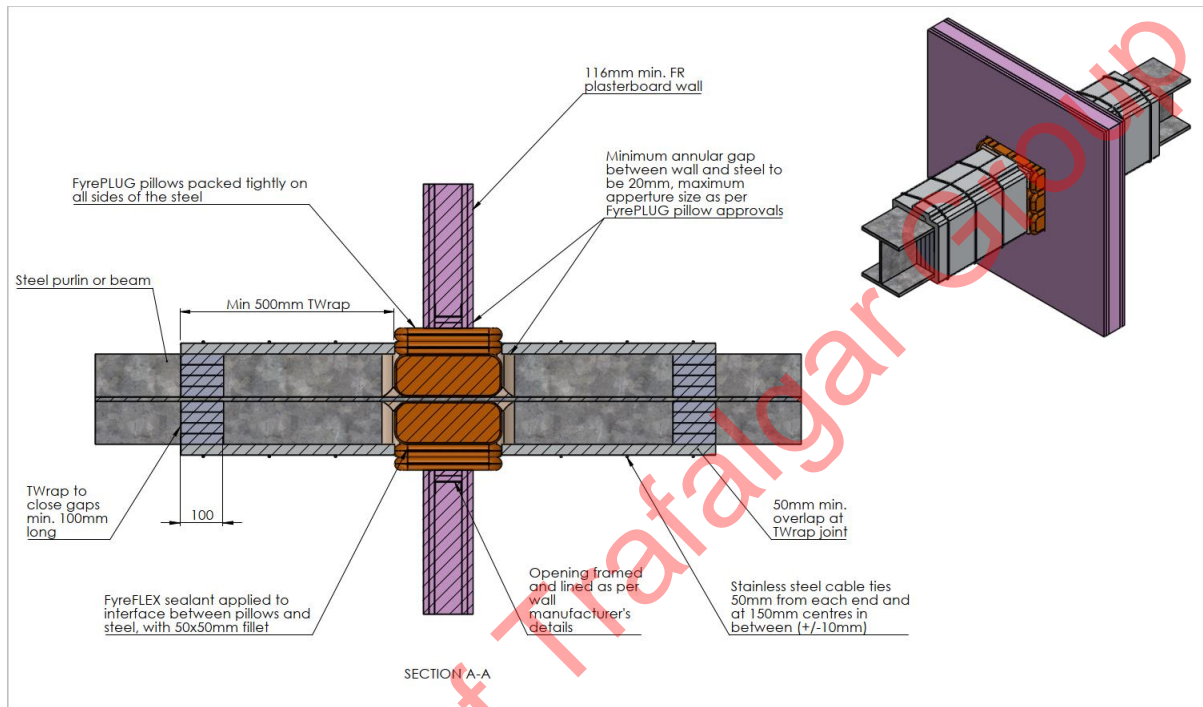 116mm min. FR
plasterboard wall
FyrePLUG pillows packed tightly on
all sides of the steel
Minimum annular gap
between wall and steel to
be 20mm, maximum
apperture size as per
FyrePLUG pillow approvals
Steel purlin or beam
Min 500mm TWrap
TWrap to
close gaps
min. 100mm
long
100
50mm min.
overlap at
TWrap joint
FyreFLEX sealant applied to
interface between pillows and
steel, with 50x50mm fillet
Opening framed
and lined as per
wall
manufacturer's
details
Stainless steel cable ties
50mm from each end and
at 150mm centres in
between (+/-10mm)
SECTION A-A
of Trafalgar Group